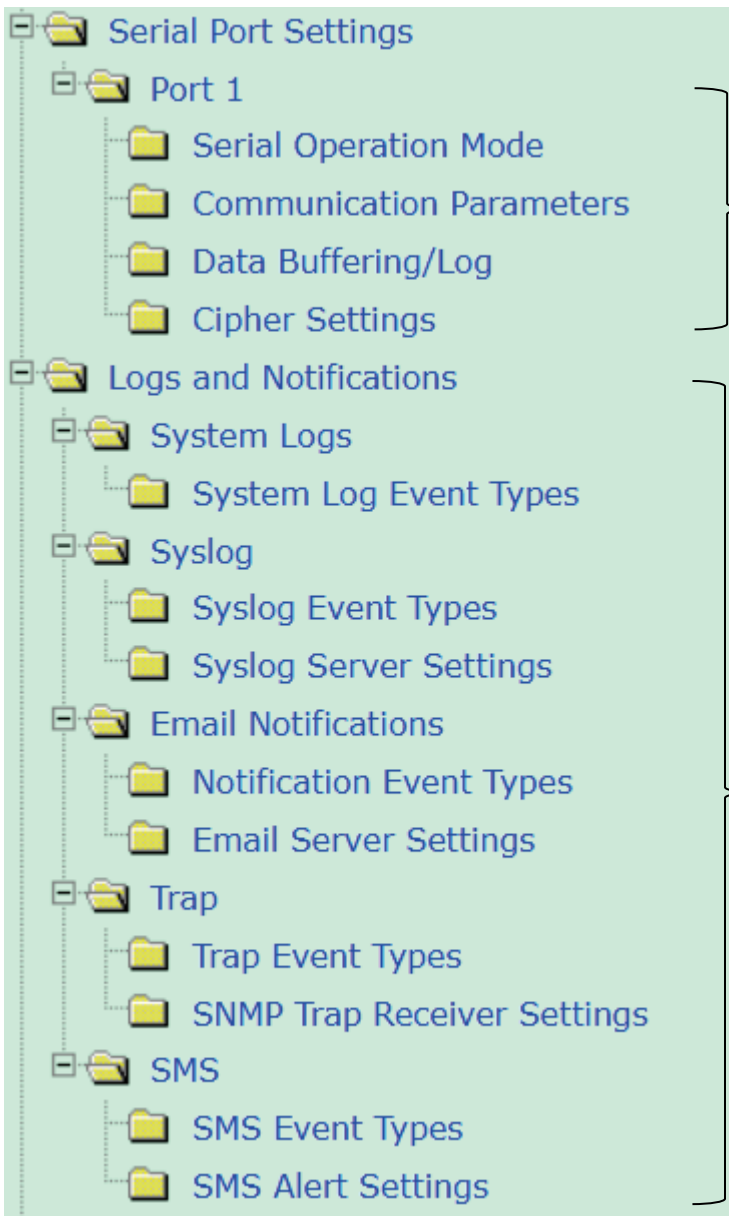 Serial Port Settings
Port 1
Serial Operation Mode
Communication Parameters
Data Buffering/Log
Cipher Settings
Logs and Notifications
System Logs
System Log Event Types
Syslog
Syslog Event Types
Syslog Server Settings
Email Notifications
Notification Event Types
Email Server Settings
Trap
Trap Event Types
SNMP Trap Receiver Settings
SMS
SMS Event Types
SMS Alert Settings